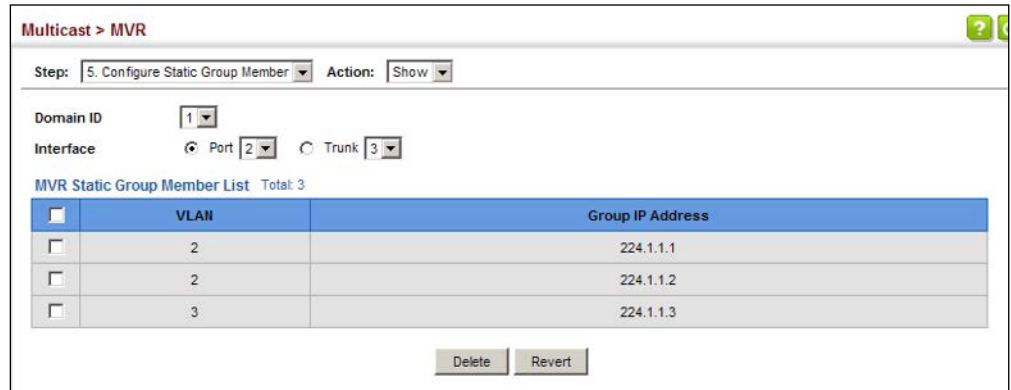 Multicast > MVR
?
Step: 5. Configure Static Group Member Action: Show
Domain ID 1
Interface Port 2 Trunk 3
MVR Static Group Member List Total: 3
VLAN Group IP Address
2 224.1.1.1
2 224.1.1.2
3 224.1.1.3
Delete Revert